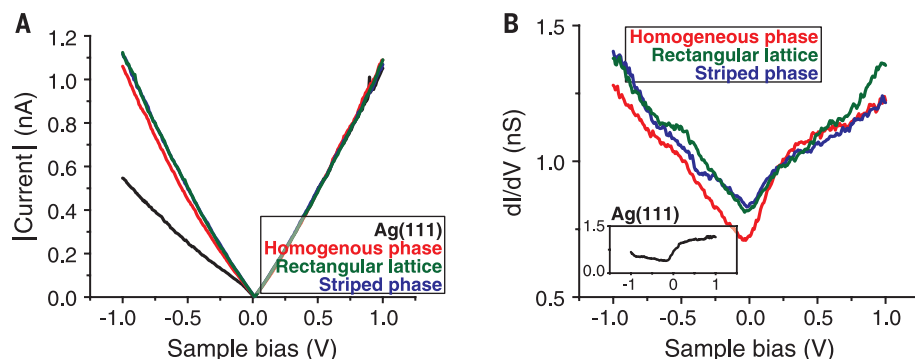 A
|Current| (nA)
1.2
1.0
0.8
0.6
0.4
0.2
0.0
Ag(111)
Homogenous phase
Rectangular lattice
Striped phase
-1.0 -0.5 0.0 0.5 1.0
Sample bias (V)
B
dI/dV (nS)
1.5
1.0
0.5
Homogeneous phase
Rectangular lattice
Striped phase
Ag(111)
1.5
0.0
-1 0 1
-1.0 -0.5 0.0 0.5 1.0
Sample bias (V)